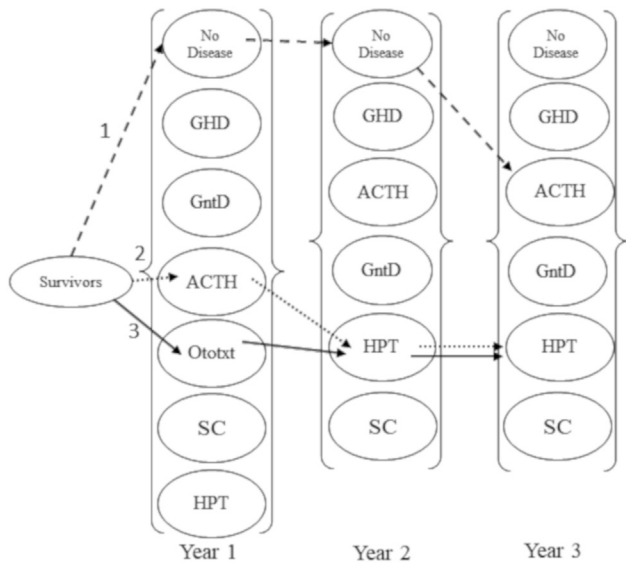 No
Disease
GHD
GntD
ACTH
Ototxt
SC
HPT
Year 1
No
Disease
GHD
ACTH
GntD
HPT
SC
Year 2
No
Disease
GHD
ACTH
GntD
HPT
SC
Year 3
Survivors
1
2
3